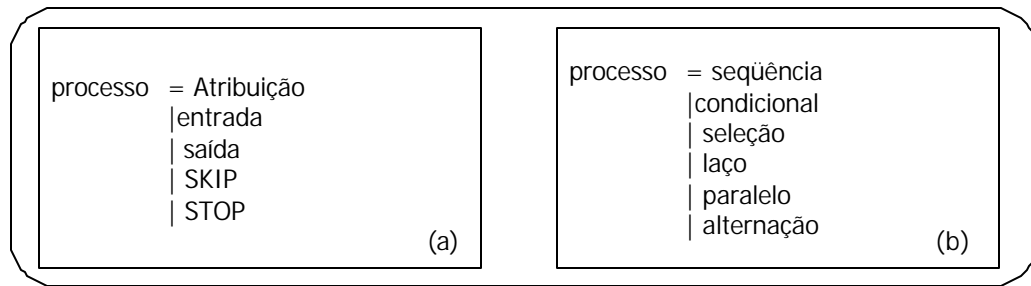 processo = Atribuição
|entrada
| saída
| SKIP
| STOP
(a)
processo = seqüência
|condicional
| seleção
| laço
| paralelo
| alternação
(b)